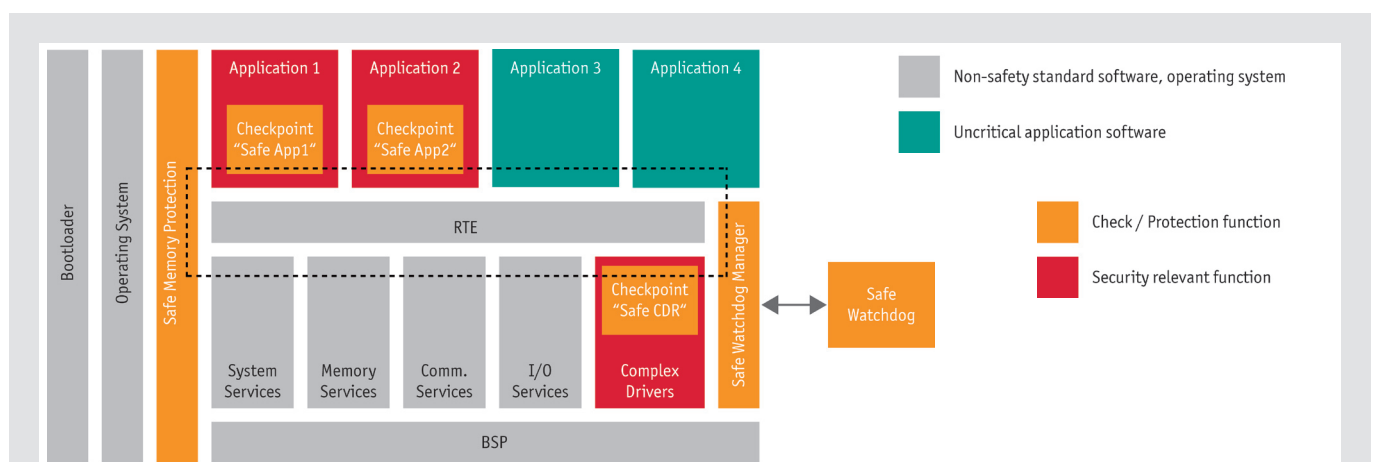 Bootloader
Operating System
Safe Memory Protection
Application 1
Checkpoint
“Safe App1“
Application 2
Checkpoint
“Safe App2“
Application 3
Application 4
RTE
System
Services
Memory
Services
Comm.
Services
I/O
Services
Checkpoint
“Safe CDR“
Complex
Drivers
Safe Watchdog Manager
BSP
Safe
Watchdog
Non-safety standard software, operating system
Uncritical application software
Check / Protection function
Security relevant function